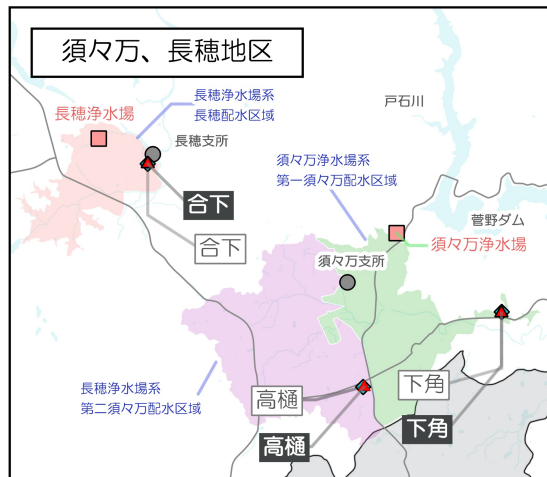 須々万、長穂地区
長穂浄水場系
長穂配水区域
戸石川
長穂浄水場
長穂支所
須々万浄水場系
第一須々万配水区域
合下
合下
菅野ダム
須々万浄水場
須々万支所
長穂浄水場系
第二須々万配水区域
高樋
下角
高樋
下角